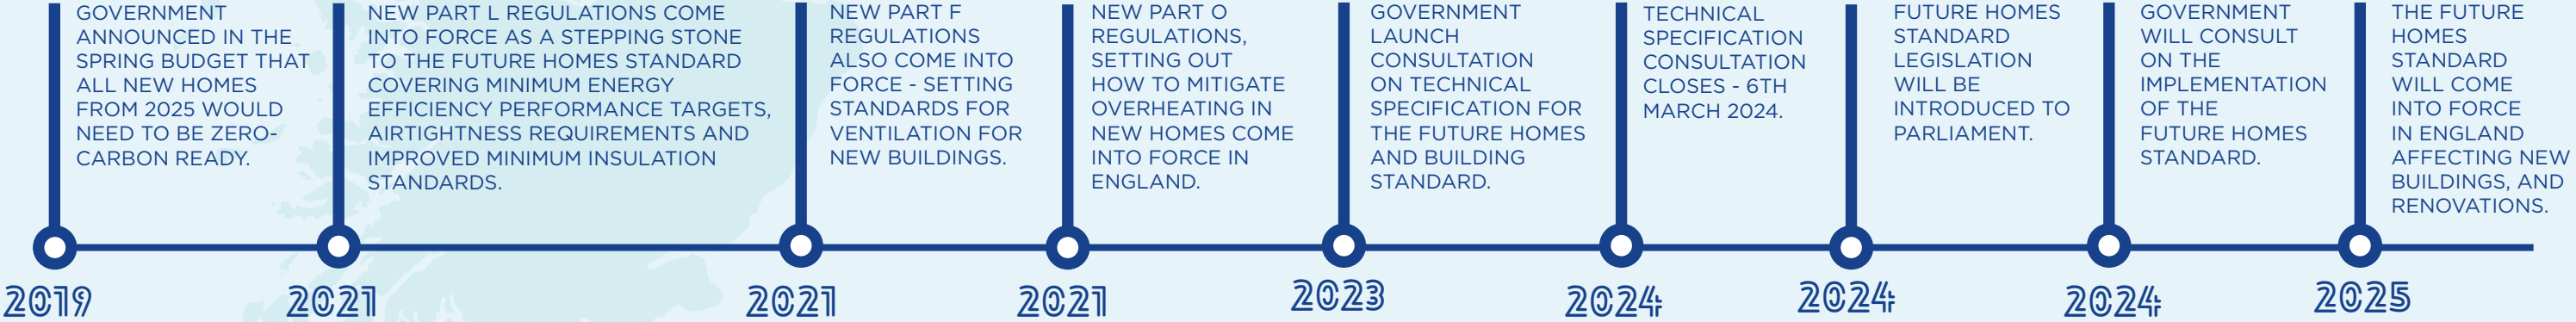 GOVERNMENT
ANNOUNCED IN THE
SPRING BUDGET THAT
ALL NEW HOMES
FROM 2025 WOULD
NEED TO BE ZERO-
CARBON READY.
2019
NEW PART L REGULATIONS COME
INTO FORCE AS A STEPPING STONE
TO THE FUTURE HOMES STANDARD
COVERING MINIMUM ENERGY
EFFICIENCY PERFORMANCE TARGETS,
AIRTIGHTNESS REQUIREMENTS AND
IMPROVED MINIMUM INSULATION
STANDARDS.
2021
NEW PART F
REGULATIONS
ALSO COME INTO
FORCE - SETTING
STANDARDS FOR
VENTILATION FOR
NEW BUILDINGS.
2021
NEW PART O
REGULATIONS,
SETTING OUT
HOW TO MITIGATE
OVERHEATING IN
NEW HOMES COME
INTO FORCE IN
ENGLAND.
2021
GOVERNMENT
LAUNCH
CONSULTATION
ON TECHNICAL
SPECIFICATION FOR
THE FUTURE HOMES
AND BUILDING
STANDARD.
2023
TECHNICAL
SPECIFICATION
CONSULTATION
CLOSES - 6TH
MARCH 2024.
2024
FUTURE HOMES
STANDARD
LEGISLATION
WILL BE
INTRODUCED TO
PARLIAMENT.
2024
GOVERNMENT
WILL CONSULT
ON THE
IMPLEMENTATION
OF THE
FUTURE HOMES
STANDARD.
2024
THE FUTURE
HOMES
STANDARD
WILL COME
INTO FORCE
IN ENGLAND
AFFECTING NEW
BUILDINGS, AND
RENOVATIONS.
2025